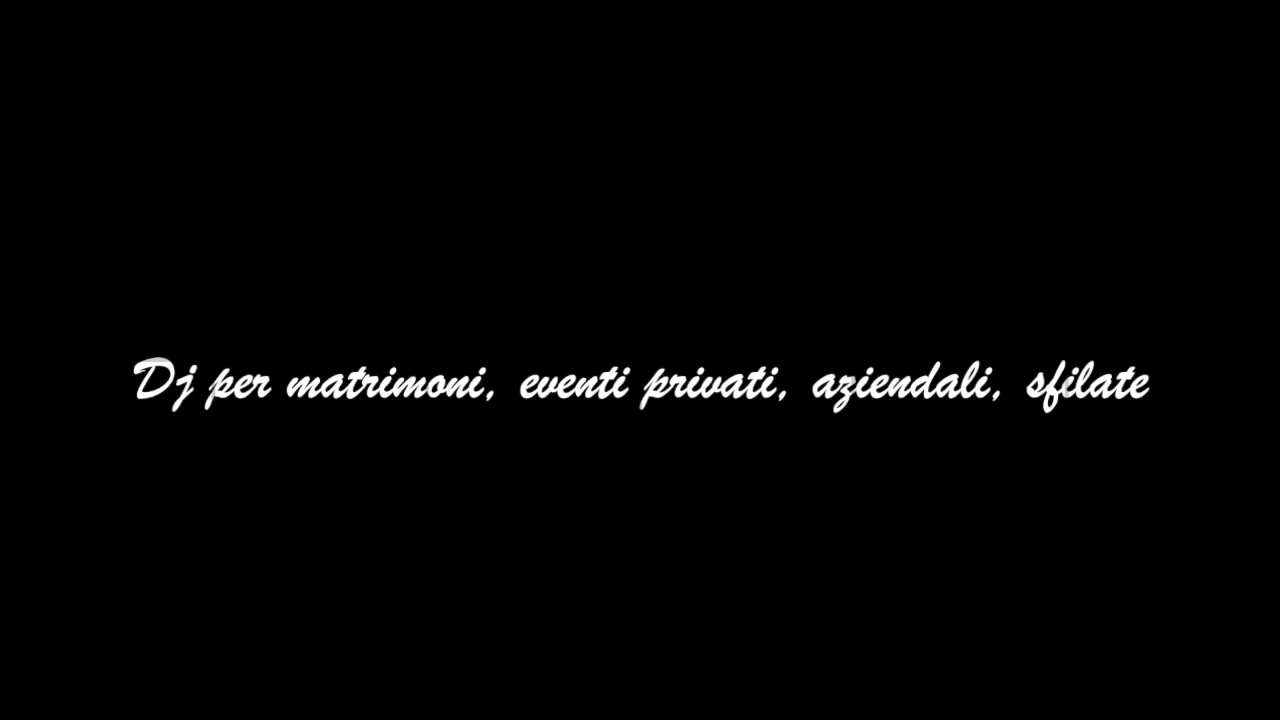 Dj per matrimoni, eventi privati, aziendali, sfilate